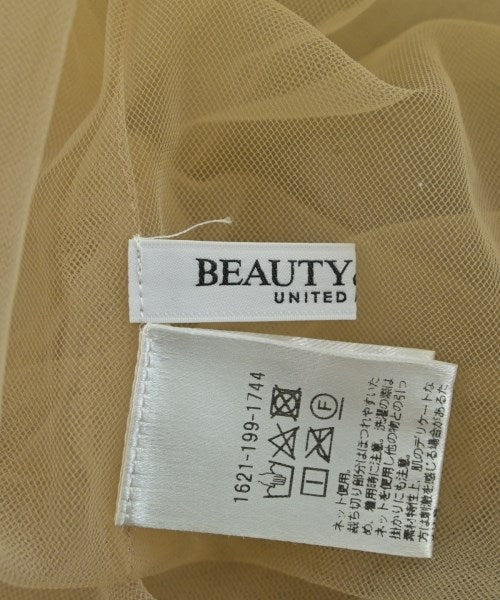 BEAUTY&
UNITED
1621-199-1744
F
ネット使用。
裁ち切り部分はほつれやすいた
め、着用時に注意。洗濯の際は
ネットを使用し他の物との引っ
掛かりにも注意。
素材特性上、肌のデリケートな
方は刺激を感じる場合があるた